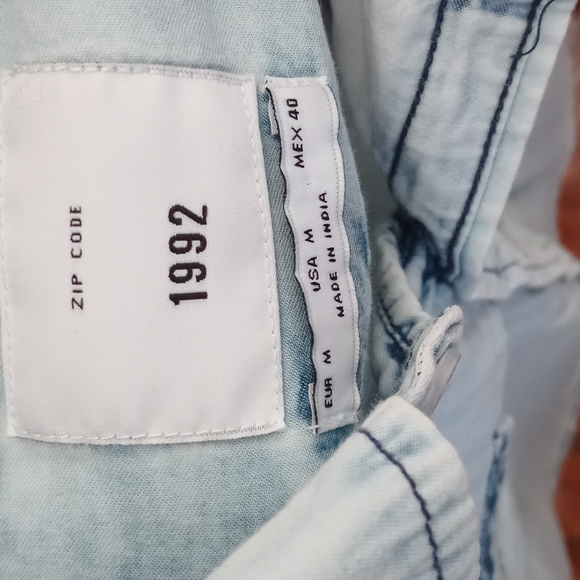 ZIP CODE
1992
EUR M
USA M
MEX 40
MADE IN INDIA